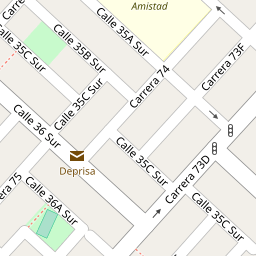 Amistad
Carrera
Calle 35A Sur
Calle 35B Sur
Calle 35C Sur
Carrera 73F
Carrera 74
Calle 35C Sur
Calle 36 Sur
Calle 35C Sur
Deprisa
Carrera 73D
Carrera 75
Calle 36A Sur
Calle 35C Sur